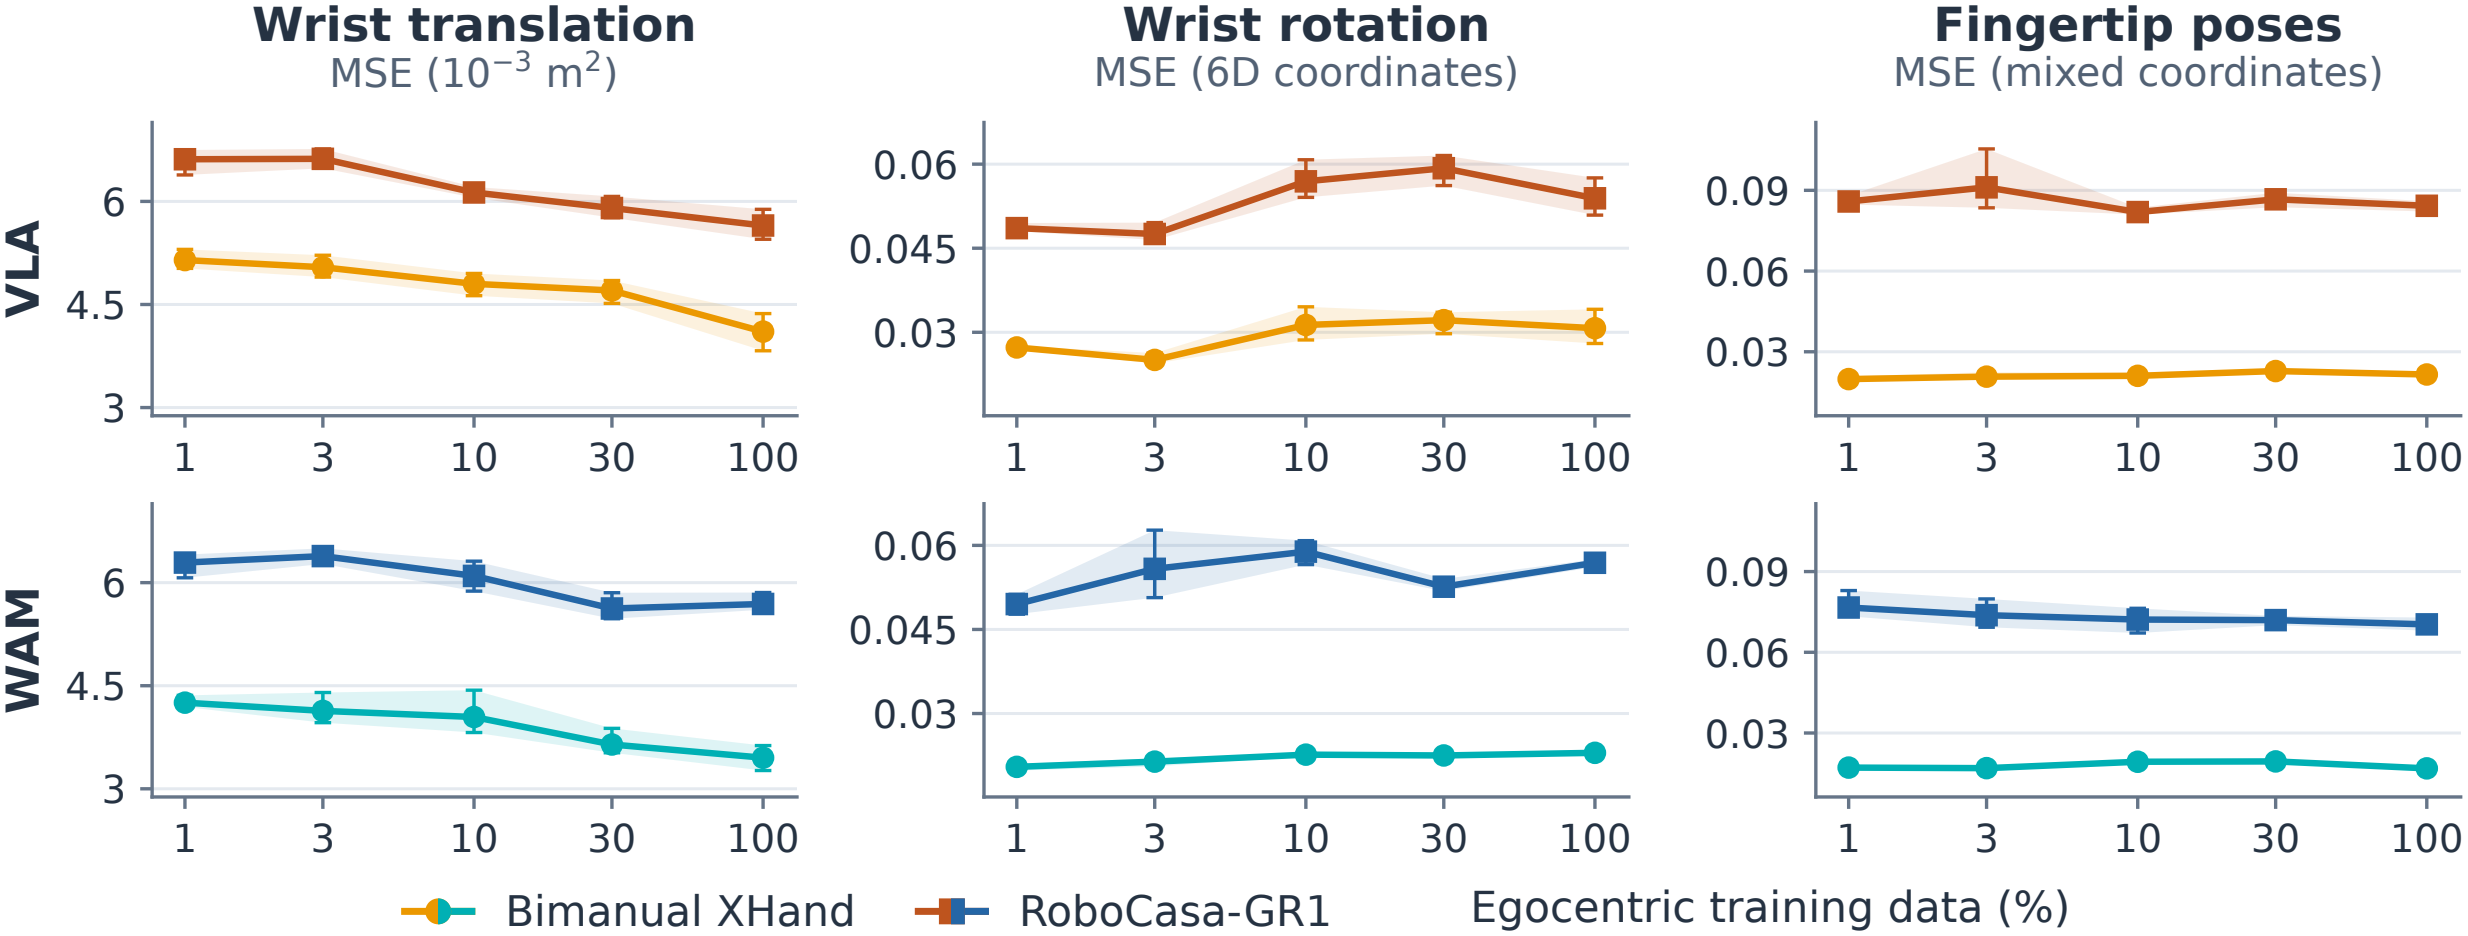 Wrist translation
MSE (10⁻³ m²)
Wrist rotation
MSE (6D coordinates)
Fingertip poses
MSE (mixed coordinates)
VLA
6
4.5
3
1 3 10 30 100
0.06
0.045
0.03
1 3 10 30 100
0.09
0.06
0.03
1 3 10 30 100
WAM
6
4.5
3
1 3 10 30 100
0.06
0.045
0.03
1 3 10 30 100
0.09
0.06
0.03
1 3 10 30 100
Bimanual XHand
RoboCasa-GR1
Egocentric training data (%)